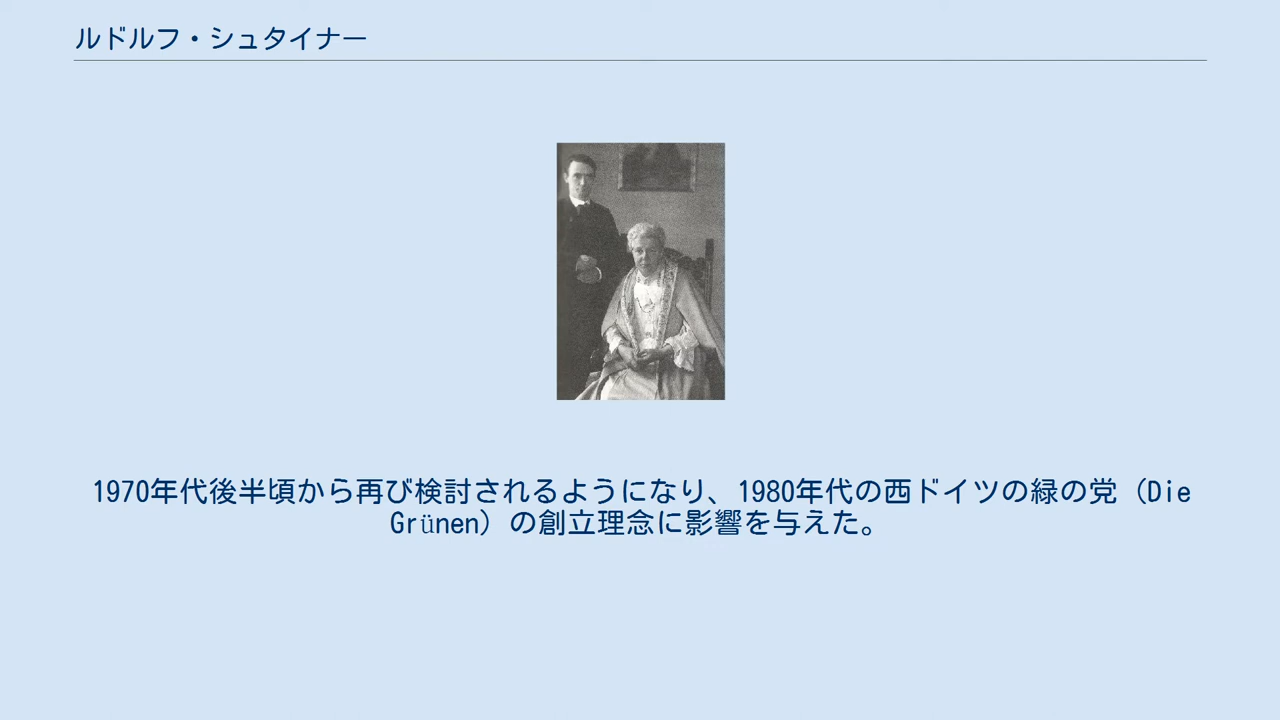 ルドルフ・シュタイナー
1970年代後半頃から再び検討されるようになり、1980年代の西ドイツの緑の党（Die
Grünen）の創立理念に影響を与えた。